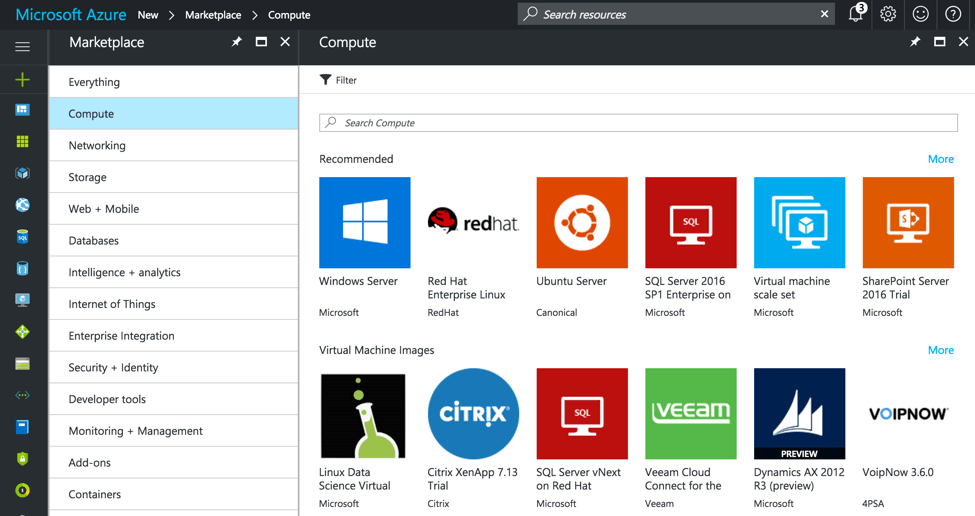 Microsoft Azure New > Marketplace > Compute Search resources 3
Marketplace
Compute
Everything
Compute
Networking
Storage
Web + Mobile
Databases
Intelligence + analytics
Internet of Things
Enterprise Integration
Security + Identity
Developer tools
Monitoring + Management
Add-ons
Containers
Filter
Search Compute
Recommended More
redhat.
SQL
S
Windows Server
Microsoft
Red Hat
Enterprise Linux
RedHat
Ubuntu Server
Canonical
SQL Server 2016
SP1 Enterprise on
Microsoft
Virtual machine
scale set
Microsoft
SharePoint Server
2016 Trial
Microsoft
Virtual Machine Images More
CİTRIX
SQL
veeam
PREVIEW
VOIPNOW
Linux Data
Science Virtual
Microsoft
Citrix XenApp 7.13
Trial
Citrix
SQL Server vNext
on Red Hat
Microsoft
Veeam Cloud
Connect for the
Veeam
Dynamics AX 2012
R3 (preview)
Microsoft
VoipNow 3.6.0
4PSA